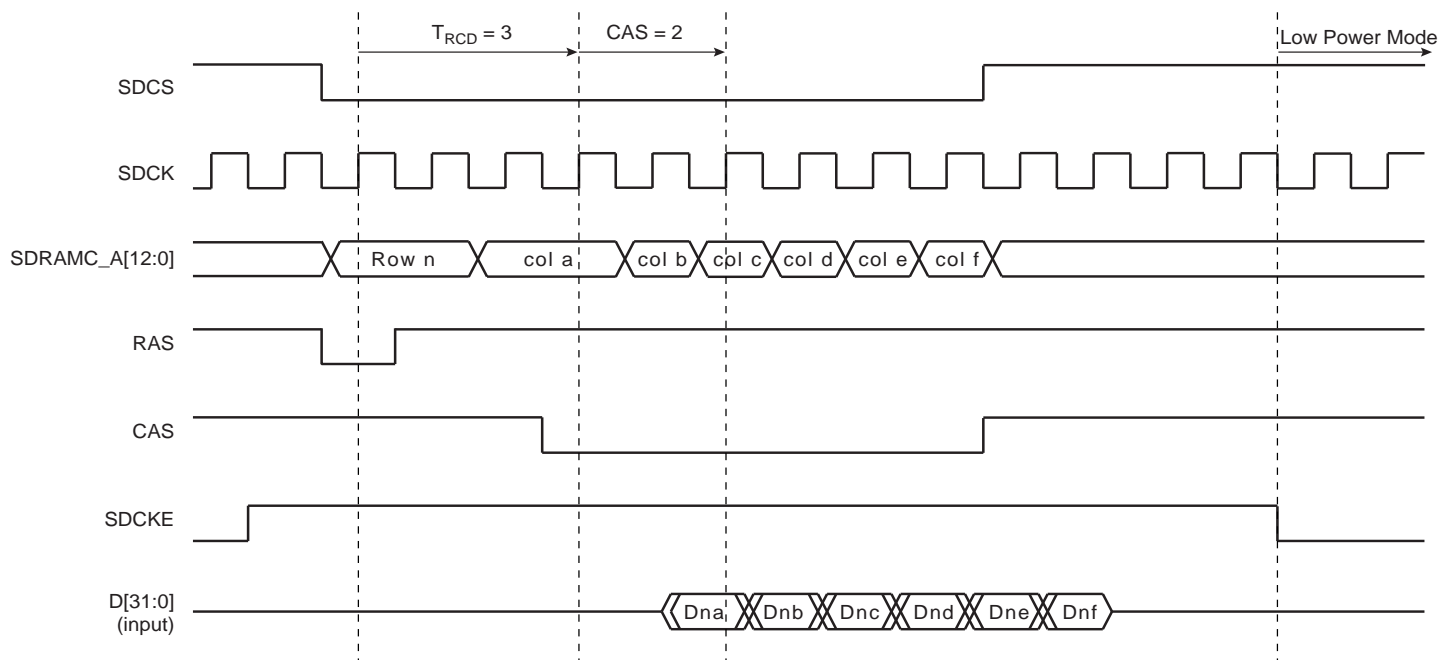 T_RCD = 3
CAS = 2
Low Power Mode
SDCS
SDCK
SDRAMC_A[12:0]
Row n
col a
col b
col c
col d
col e
col f
RAS
CAS
SDCKE
D[31:0]
(input)
Dna
Dnb
Dnc
Dnd
Dne
Dnf